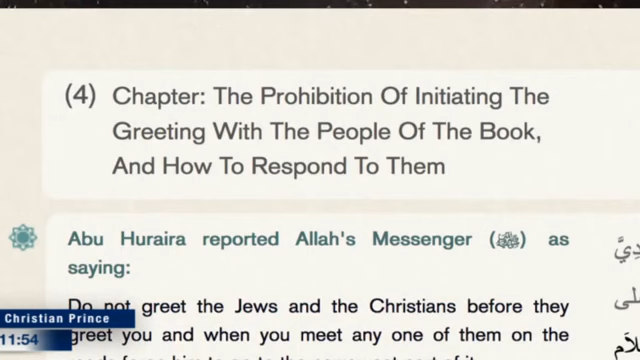 (4) Chapter: The Prohibition Of Initiating The
Greeting With The People Of The Book,
And How To Respond To Them
Abu Huraira reported Allah's Messenger (ﷺ) as
saying:
Do not greet the Jews and the Christians before they
greet you and when you meet any one of them on the
Christian Prince
11:54